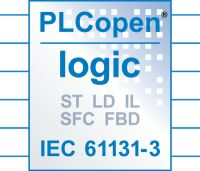 PLCopen®
logic
ST LD IL
SFC FBD
IEC 61131-3